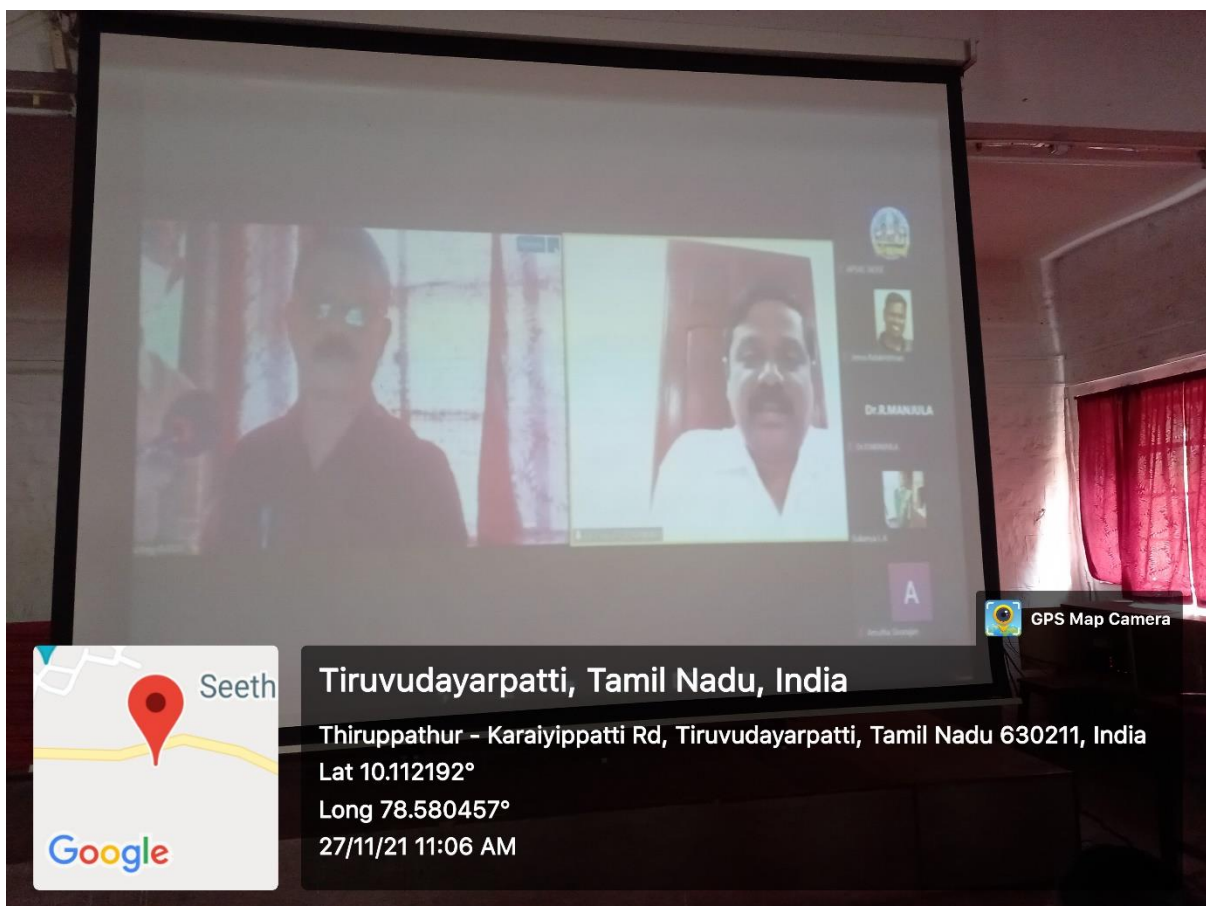 Dr.R.MANJULA
A
GPS Map Camera
Seeth
Google
Tiruvudayarpatti, Tamil Nadu, India
Thiruppathur - Karaiyippatti Rd, Tiruvudayarpatti, Tamil Nadu 630211, India
Lat 10.112192°
Long 78.580457°
27/11/21 11:06 AM